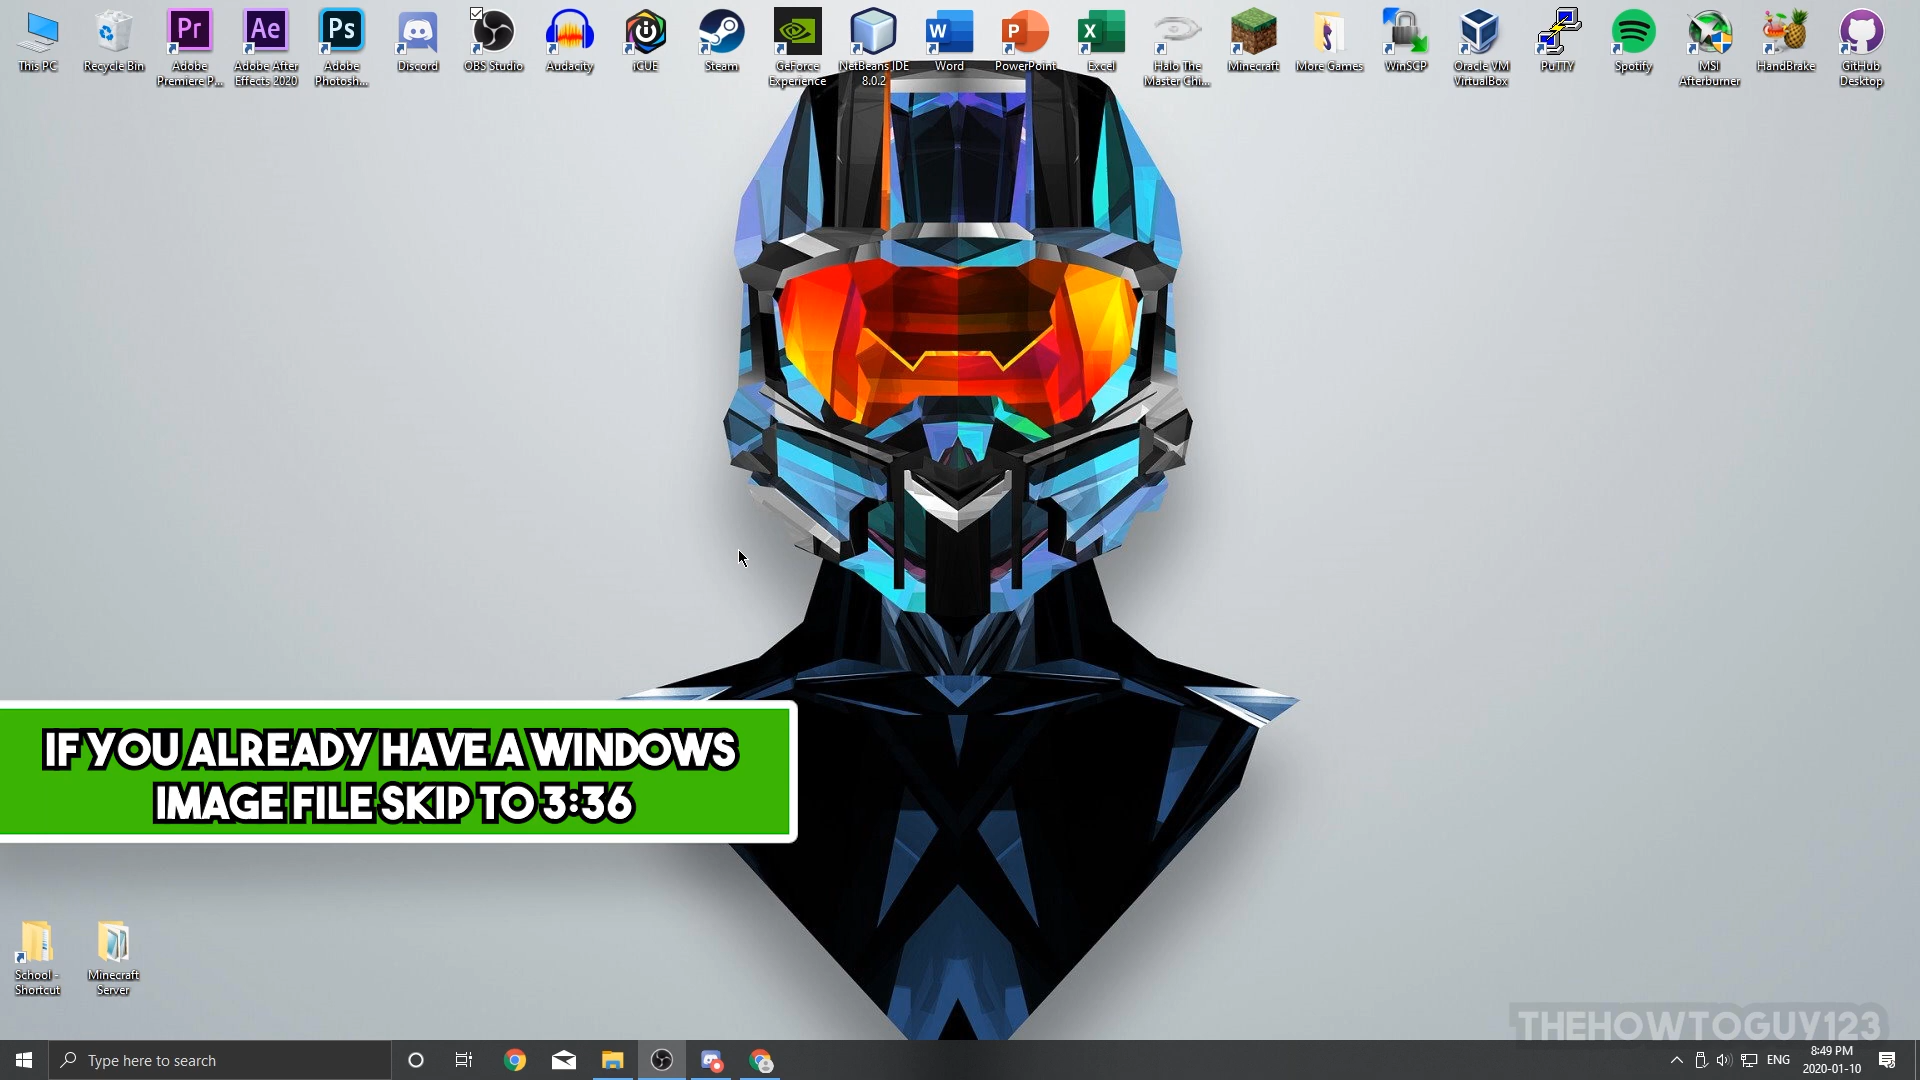 This PC
Recycle Bin
Adobe
Premiere P...
Adobe After
Effects 2020
Adobe
Photosh...
Discord
OBS Studio
Audacity
iCUE
Steam
GeForce
Experience
NetBeans IDE
8.0.2
Word
PowerPoint
Excel
Halo The
Master Chi...
Minecraft
More Games
WinSCP
Oracle VM
VirtualBox
PuTTY
Spotify
MSI
Afterburner
HandBrake
GitHub
Desktop
Pr
Ae
Ps
W
P
X
IF YOU ALREADY HAVE A WINDOWS
IMAGE FILE SKIP TO 3:36
School -
Shortcut
Minecraft
Server
THEHOWTOGUY123
Type here to search
ENG
8:49 PM
2020-01-10